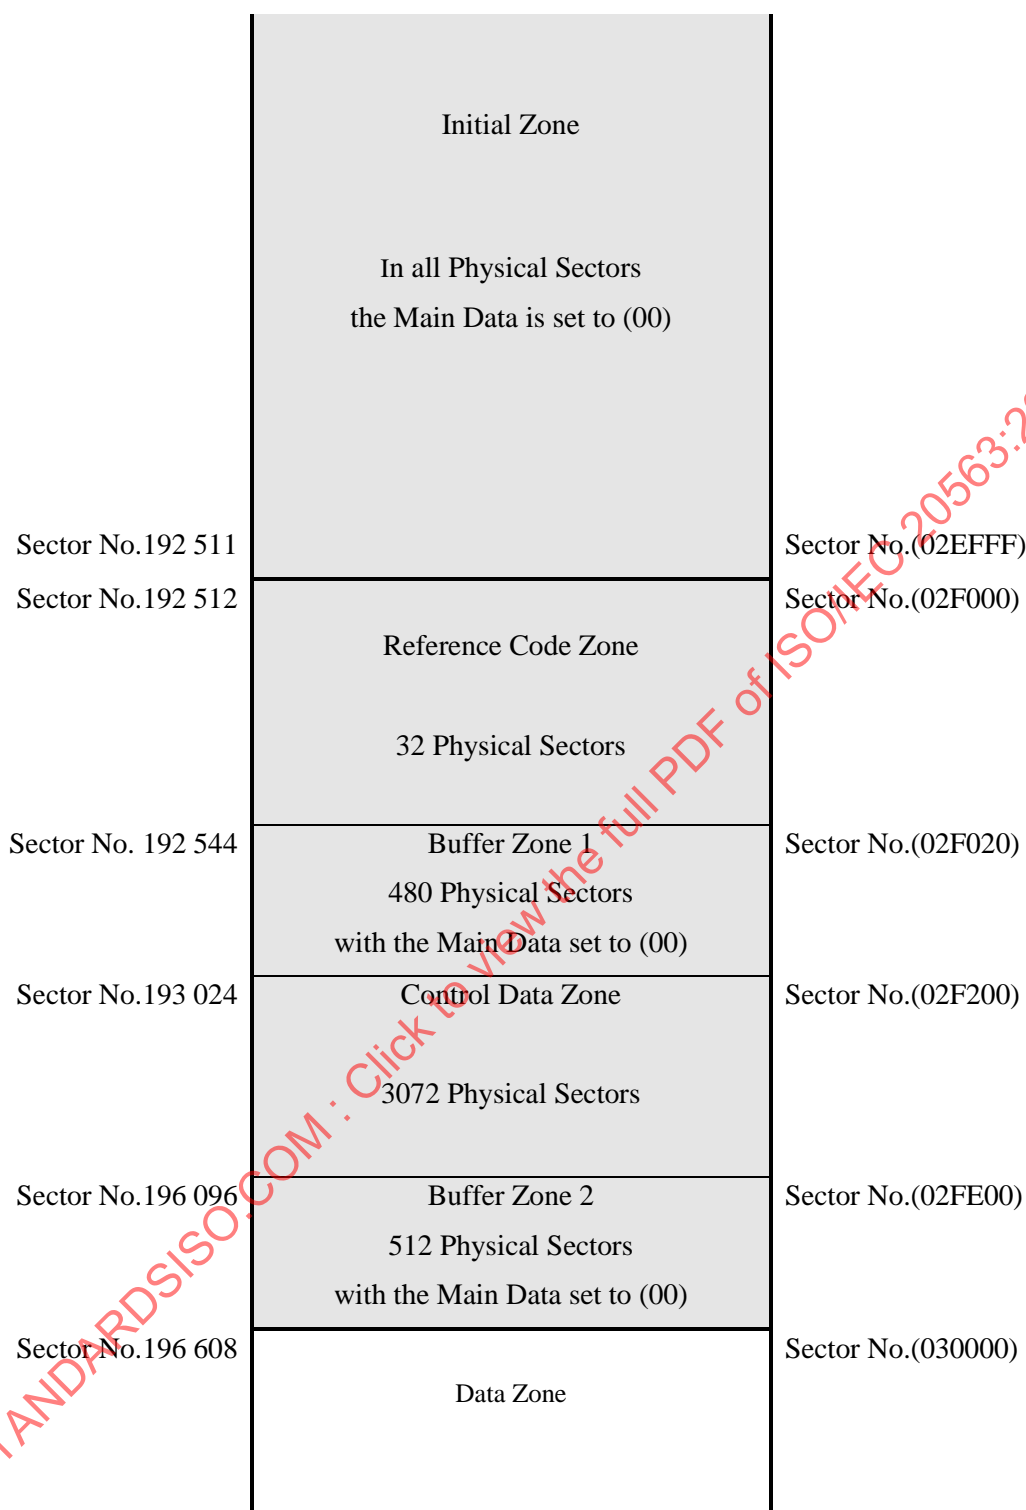 Initial Zone
In all Physical Sectors
the Main Data is set to (00)
Sector No.192 511
Sector No.(02EFFF)
Sector No.192 512
Sector No.(02F000)
Reference Code Zone
32 Physical Sectors
Sector No. 192 544
Buffer Zone 1
Sector No.(02F020)
480 Physical Sectors
with the Main Data set to (00)
Sector No.193 024
Control Data Zone
Sector No.(02F200)
3072 Physical Sectors
Sector No.196 096
Buffer Zone 2
Sector No.(02FE00)
512 Physical Sectors
with the Main Data set to (00)
Sector No.196 608
Sector No.(030000)
Data Zone
TANDARDSISO.COM : Click to view the full PDF of ISO/IEC 20563:2